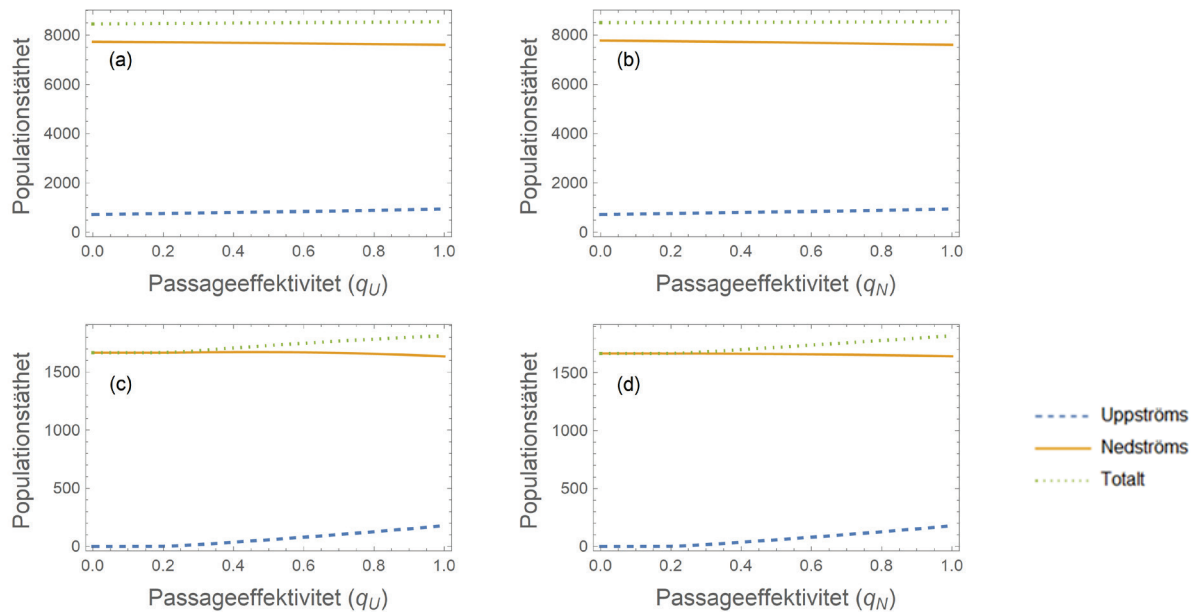 8000
6000
4000
2000
0
Populationstäthet
(a)
0.0 0.2 0.4 0.6 0.8 1.0
Passageeffektivitet (qU)
8000
6000
4000
2000
0
Populationstäthet
(b)
0.0 0.2 0.4 0.6 0.8 1.0
Passageeffektivitet (qN)
1500
1000
500
0
Populationstäthet
(c)
0.0 0.2 0.4 0.6 0.8 1.0
Passageeffektivitet (qU)
1500
1000
500
0
Populationstäthet
(d)
0.0 0.2 0.4 0.6 0.8 1.0
Passageeffektivitet (qN)
Uppströms
Nedströms
Totalt